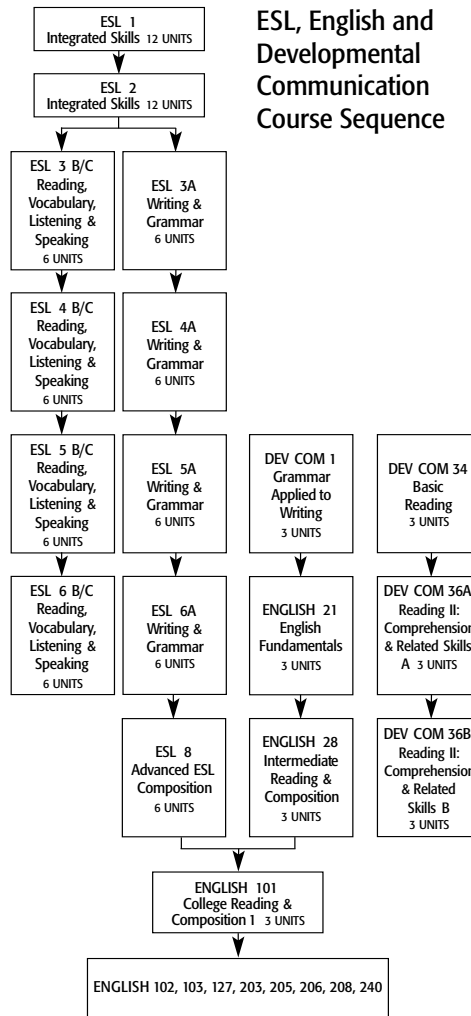 ESL, English and
Developmental
Communication
Course Sequence
ESL 1
Integrated Skills 12 UNITS
ESL 2
Integrated Skills 12 UNITS
ESL 3 B/C
Reading,
Vocabulary,
Listening &
Speaking
6 UNITS
ESL 3A
Writing &
Grammar
6 UNITS
ESL 4 B/C
Reading,
Vocabulary,
Listening &
Speaking
6 UNITS
ESL 4A
Writing &
Grammar
6 UNITS
ESL 5 B/C
Reading,
Vocabulary,
Listening &
Speaking
6 UNITS
ESL 5A
Writing &
Grammar
6 UNITS
DEV COM 1
Grammar
Applied to
Writing
3 UNITS
DEV COM 34
Basic
Reading
3 UNITS
ESL 6 B/C
Reading,
Vocabulary,
Listening &
Speaking
6 UNITS
ESL 6A
Writing &
Grammar
6 UNITS
ENGLISH 21
English
Fundamentals
3 UNITS
DEV COM 36A
Reading II:
Comprehension
& Related Skills
A 3 UNITS
ESL 8
Advanced ESL
Composition
6 UNITS
ENGLISH 28
Intermediate
Reading &
Composition
3 UNITS
DEV COM 36B
Reading II:
Comprehension
& Related
Skills B
3 UNITS
ENGLISH 101
College Reading &
Composition 1 3 UNITS
ENGLISH 102, 103, 127, 203, 205, 206, 208, 240